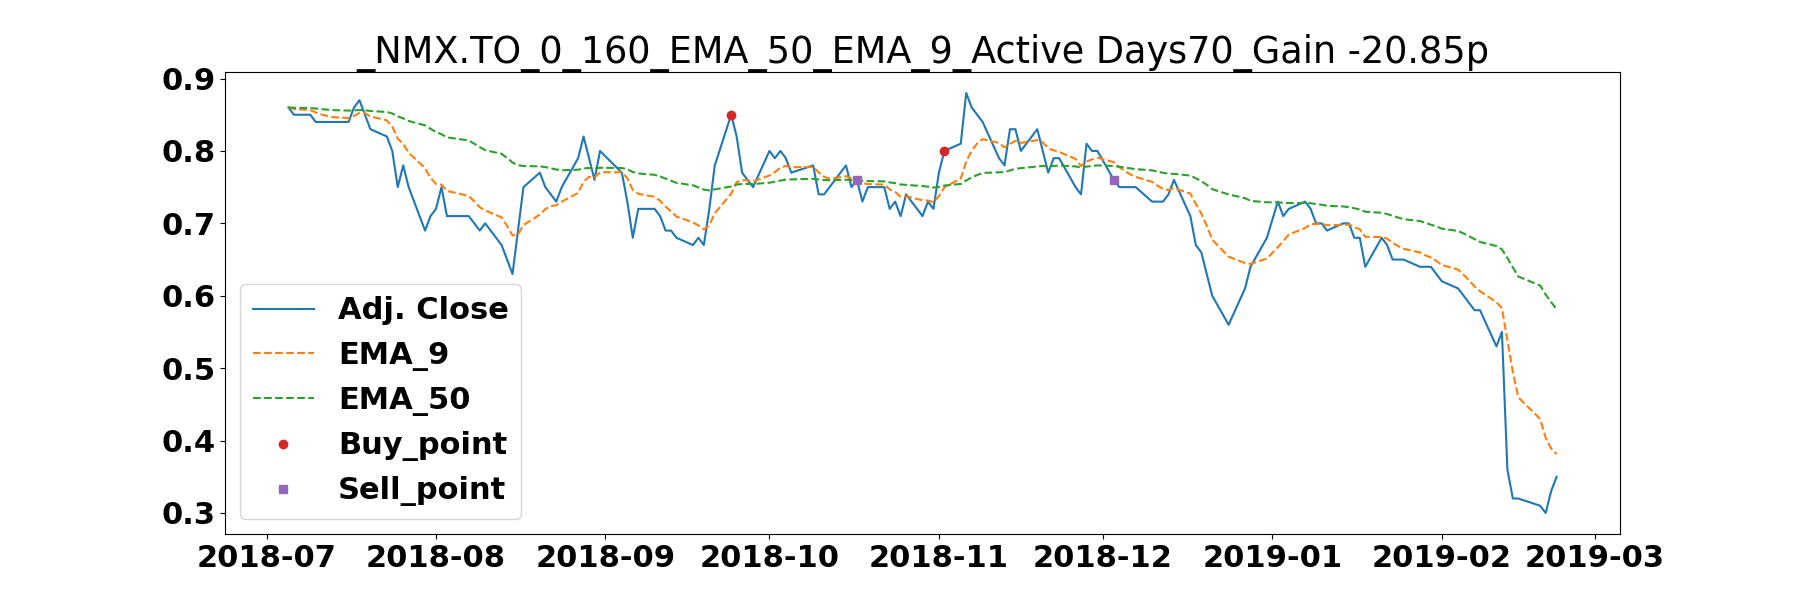 _NMX.TO_0_160_EMA_50_EMA_9_Active Days70_Gain -20.85p
0.9
0.8
0.7
0.6
0.5
0.4
0.3
Adj. Close
EMA_9
EMA_50
Buy_point
Sell_point
2018-07 2018-08 2018-09 2018-10 2018-11 2018-12 2019-01 2019-02 2019-03